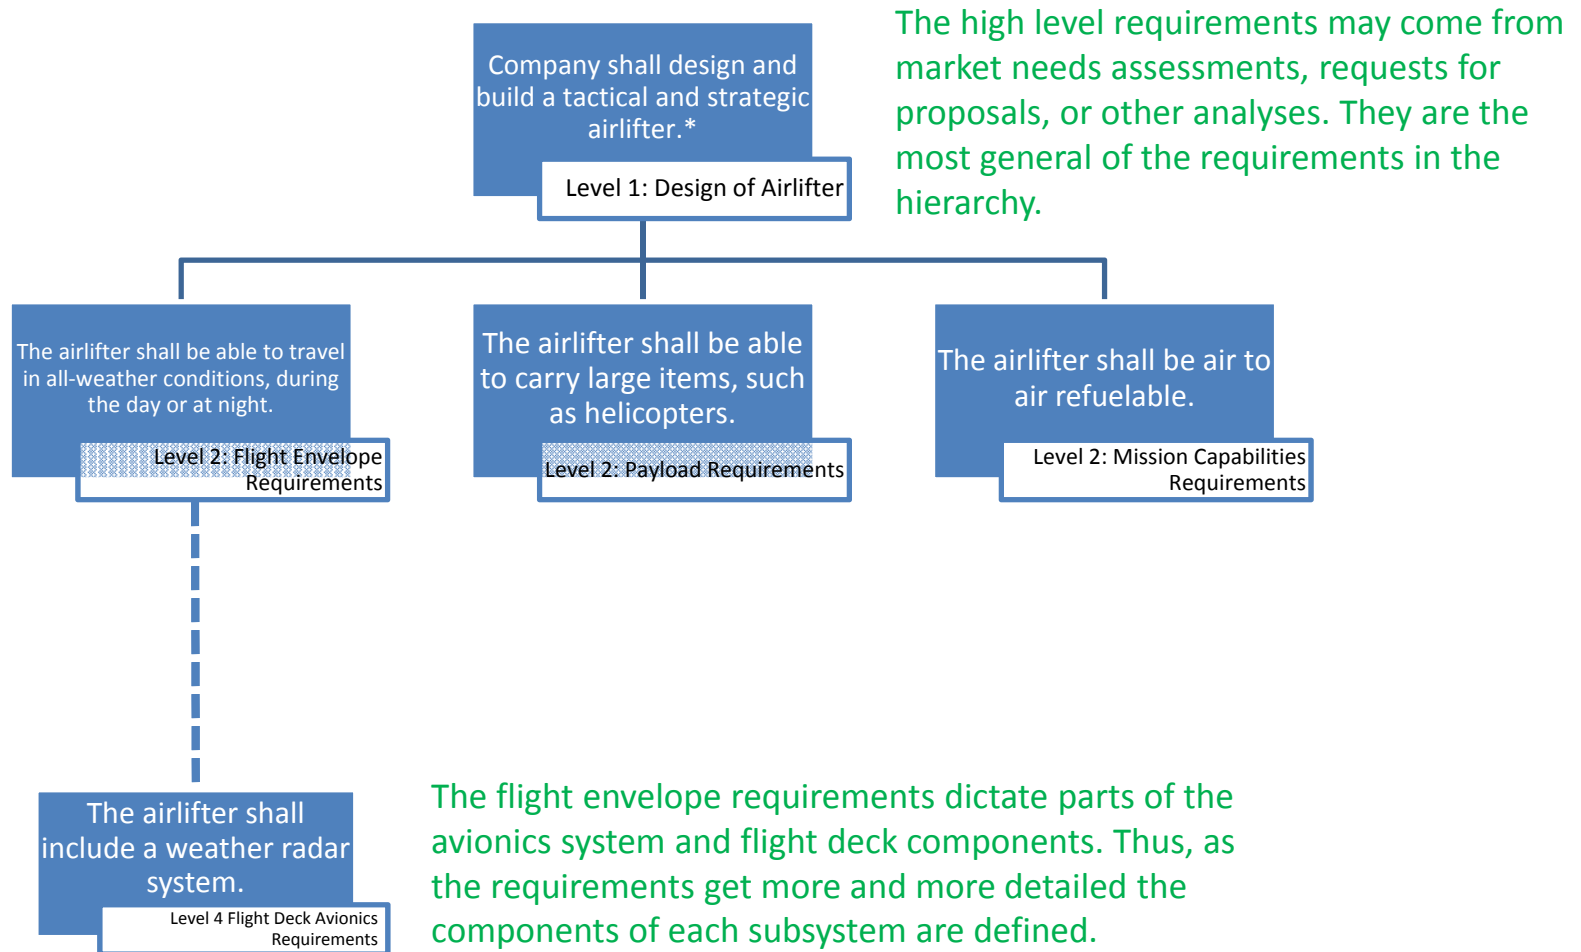 Company shall design and
build a tactical and strategic
airlifter.*
Level 1: Design of Airlifter
The high level requirements may come from
market needs assessments, requests for
proposals, or other analyses. They are the
most general of the requirements in the
hierarchy.
The airlifter shall be able to travel
in all-weather conditions, during
the day or at night.
Level 2: Flight Envelope
Requirements
The airlifter shall be able
to carry large items, such
as helicopters.
Level 2: Payload Requirements
The airlifter shall be air to
air refuelable.
Level 2: Mission Capabilities
Requirements
The airlifter shall
include a weather radar
system.
Level 4 Flight Deck Avionics
Requirements
The flight envelope requirements dictate parts of the
avionics system and flight deck components. Thus, as
the requirements get more and more detailed the
components of each subsystem are defined.